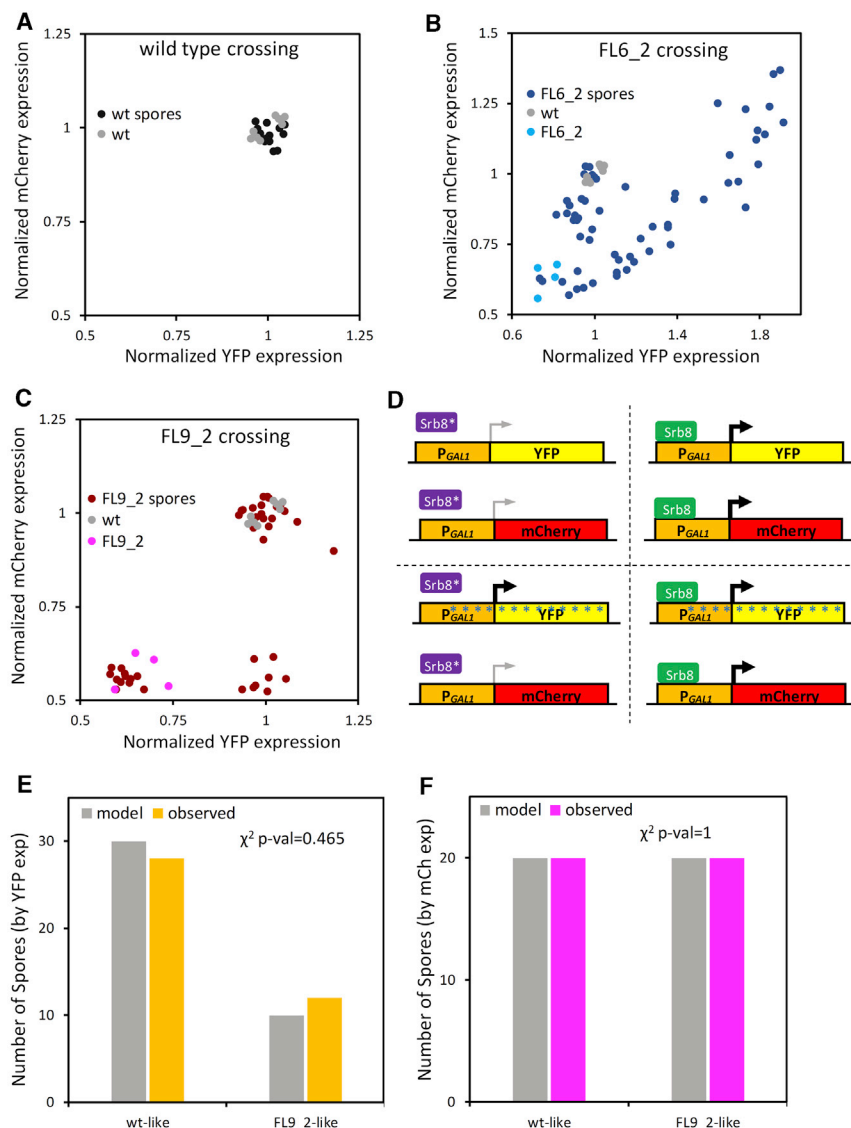 A
wild type crossing
Normalized mCherry expression
1.25
1
0.75
0.5
0.5
0.75
1
1.25
Normalized YFP expression
wt spores
wt
B
FL6_2 crossing
Normalized mCherry expression
1.5
1.25
1
0.75
0.5
0.6
1
1.4
1.8
Normalized YFP expression
FL6_2 spores
wt
FL6_2
C
FL9_2 crossing
Normalized mCherry expression
1.25
1
0.75
0.5
0.5
0.75
1
1.25
Normalized YFP expression
FL9_2 spores
wt
FL9_2
D
Srb8*
PGAL1 YFP
Srb8
PGAL1 YFP
Srb8*
PGAL1 mCherry
Srb8
PGAL1 mCherry
Srb8*
PGAL1 YFP
* * * * * * * * * * * * *
Srb8
PGAL1 YFP
* * * * * * * * * * * * *
Srb8*
PGAL1 mCherry
Srb8
PGAL1 mCherry
E
Number of Spores (by YFP exp)
model observed
χ² p-val=0.465
30
20
10
0
wt-like
FL9_2-like
F
Number of Spores (by mCh exp)
model observed
χ² p-val=1
20
10
0
wt-like
FL9_2-like